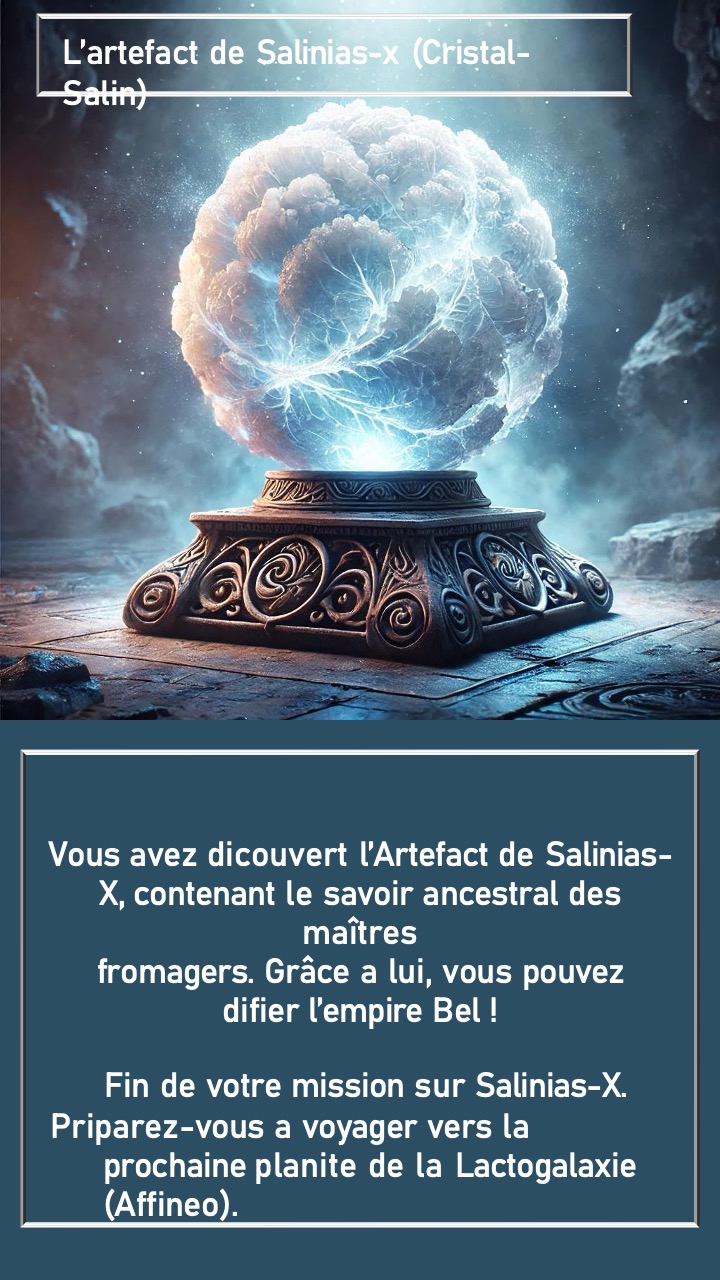 L’artefact de Salinias-x (Cristal-
Salin)
Vous avez dicouvert l’Artefact de Salinias-
X, contenant le savoir ancestral des
maîtres
fromagers. Grâce a lui, vous pouvez
difier l’empire Bel !
Fin de votre mission sur Salinias-X.
Priparez-vous a voyager vers la
prochaine planite de la Lactogalaxie
(Affineo).